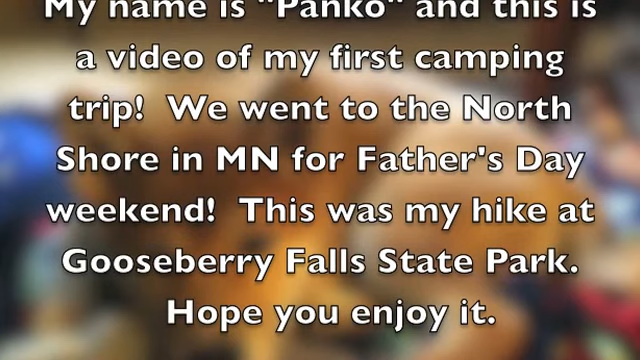 My name is "Panko" and this is
a video of my first camping
trip! We went to the North
Shore in MN for Father's Day
weekend! This was my hike at
Gooseberry Falls State Park.
Hope you enjoy it.